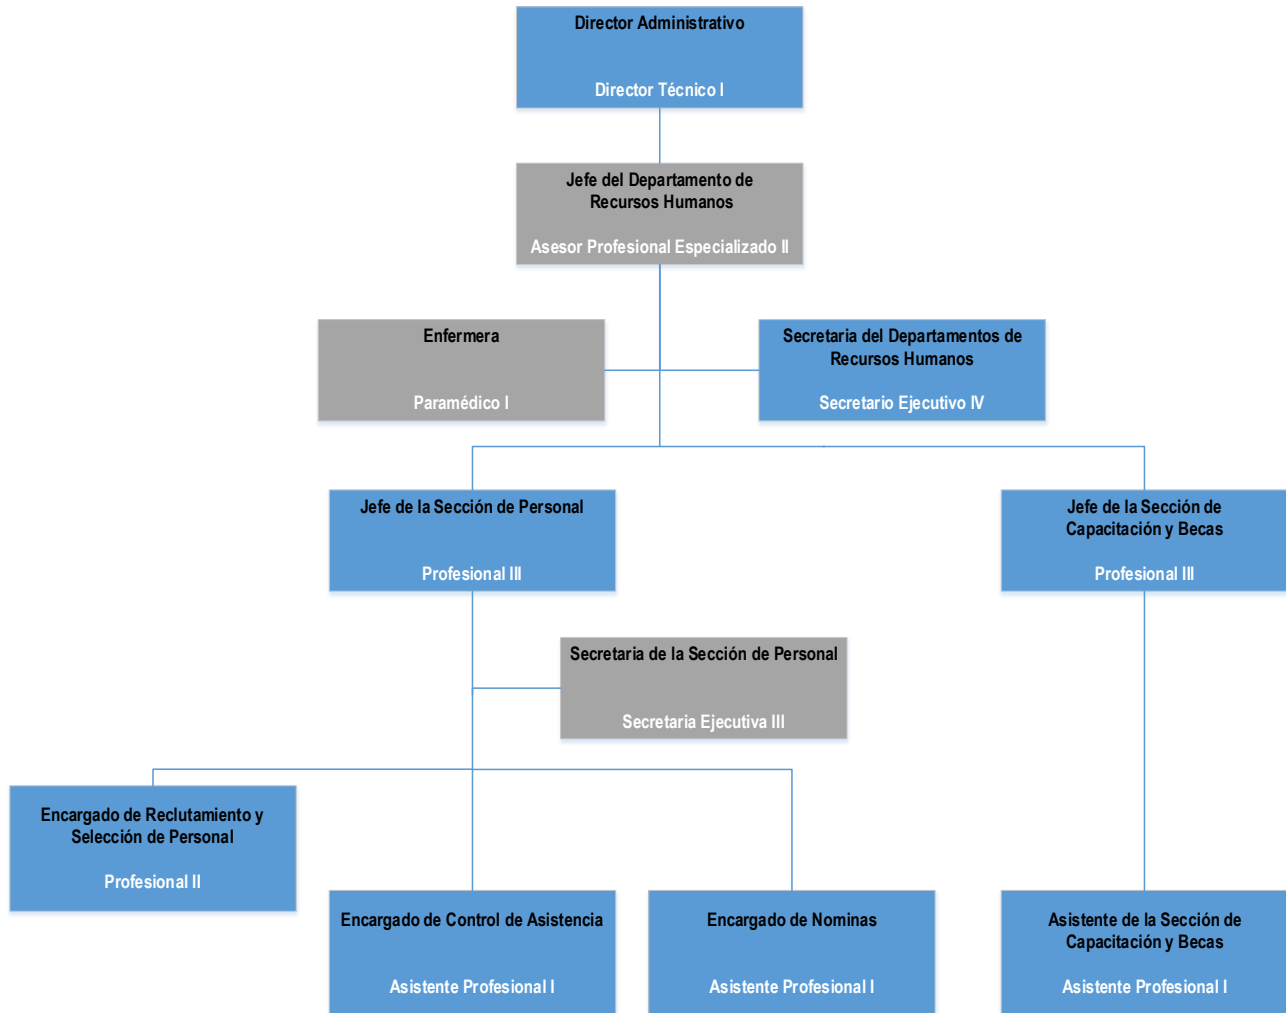 Director Administrativo
Director Técnico I
Jefe del Departamento de
Recursos Humanos
Asesor Profesional Especializado II
Enfermera
Paramédico I
Secretaria del Departamentos de
Recursos Humanos
Secretario Ejecutivo IV
Jefe de la Sección de Personal
Profesional III
Jefe de la Sección de
Capacitación y Becas
Profesional III
Secretaria de la Sección de Personal
Secretaria Ejecutiva III
Encargado de Reclutamiento y
Selección de Personal
Profesional II
Encargado de Control de Asistencia
Asistente Profesional I
Encargado de Nominas
Asistente Profesional I
Asistente de la Sección de
Capacitación y Becas
Asistente Profesional I